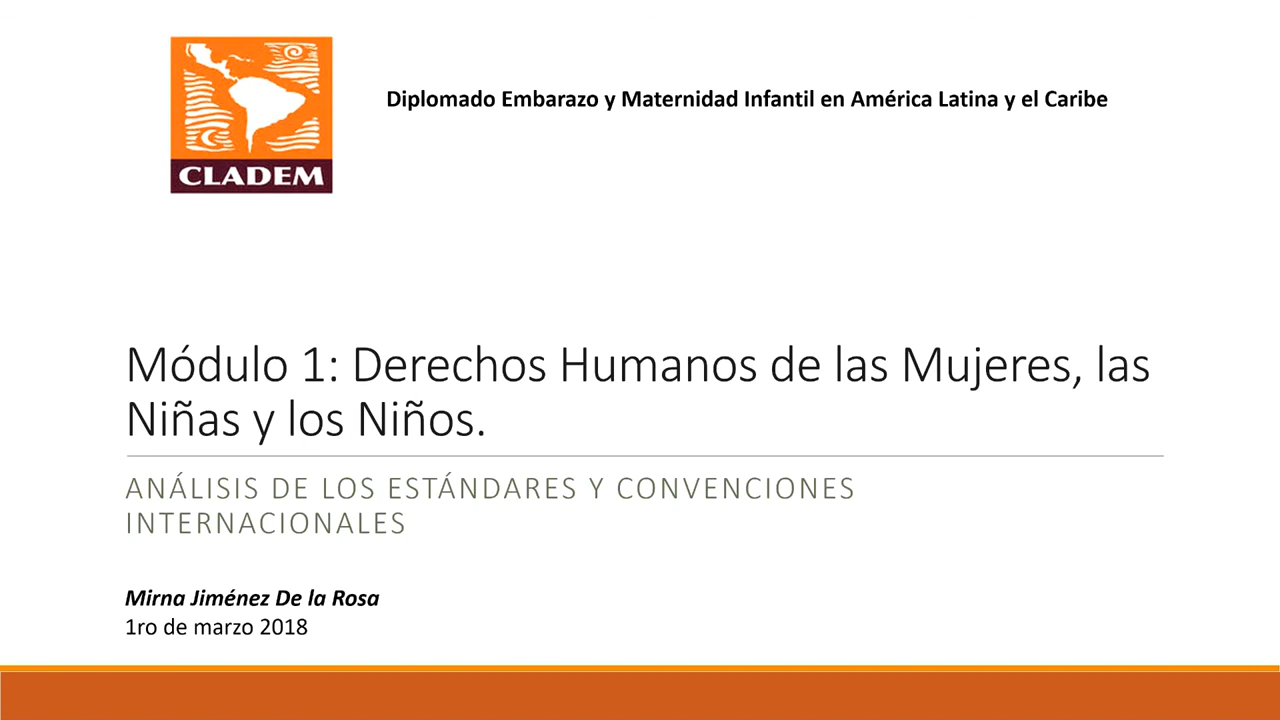 CLADEM
Diplomado Embarazo y Maternidad Infantil en América Latina y el Caribe
Módulo 1: Derechos Humanos de las Mujeres, las
Niñas y los Niños.
ANÁLISIS DE LOS ESTÁNDARES Y CONVENCIONES
INTERNACIONALES
Mirna Jiménez De la Rosa
1ro de marzo 2018